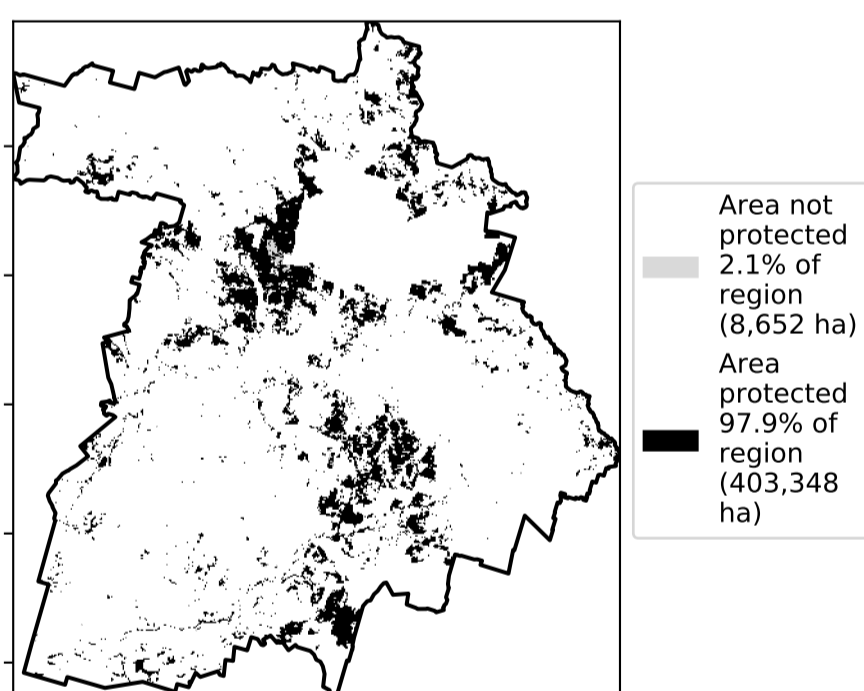 Area not
protected
2.1% of
region
(8,652 ha)
Area
protected
97.9% of
region
(403,348
ha)